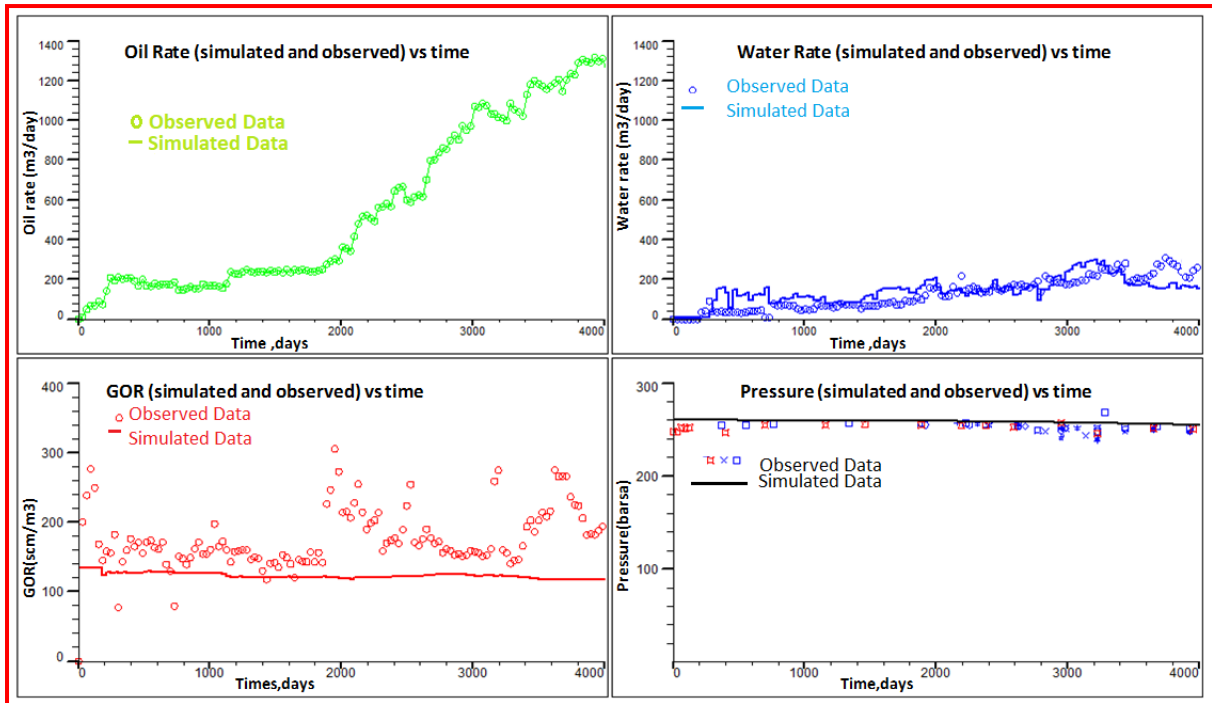 Oil Rate (simulated and observed) vs time
Observed Data
Simulated Data
Oil rate (m3/day)
1400
1200
1000
800
600
400
200
0
0 1000 2000 3000 4000
Time ,days
Water Rate (simulated and observed) vs time
Observed Data
Simulated Data
Water rate (m3/day)
1400
1200
1000
800
600
400
200
0
0 1000 2000 3000 4000
Time ,days
GOR (simulated and observed) vs time
Observed Data
Simulated Data
GOR(scm/m3)
400
300
200
100
0
0 1000 2000 3000 4000
Times,days
Pressure (simulated and observed) vs time
Observed Data
Simulated Data
Pressure(barsa)
300
200
100
0 1000 2000 3000 4000
Time,days